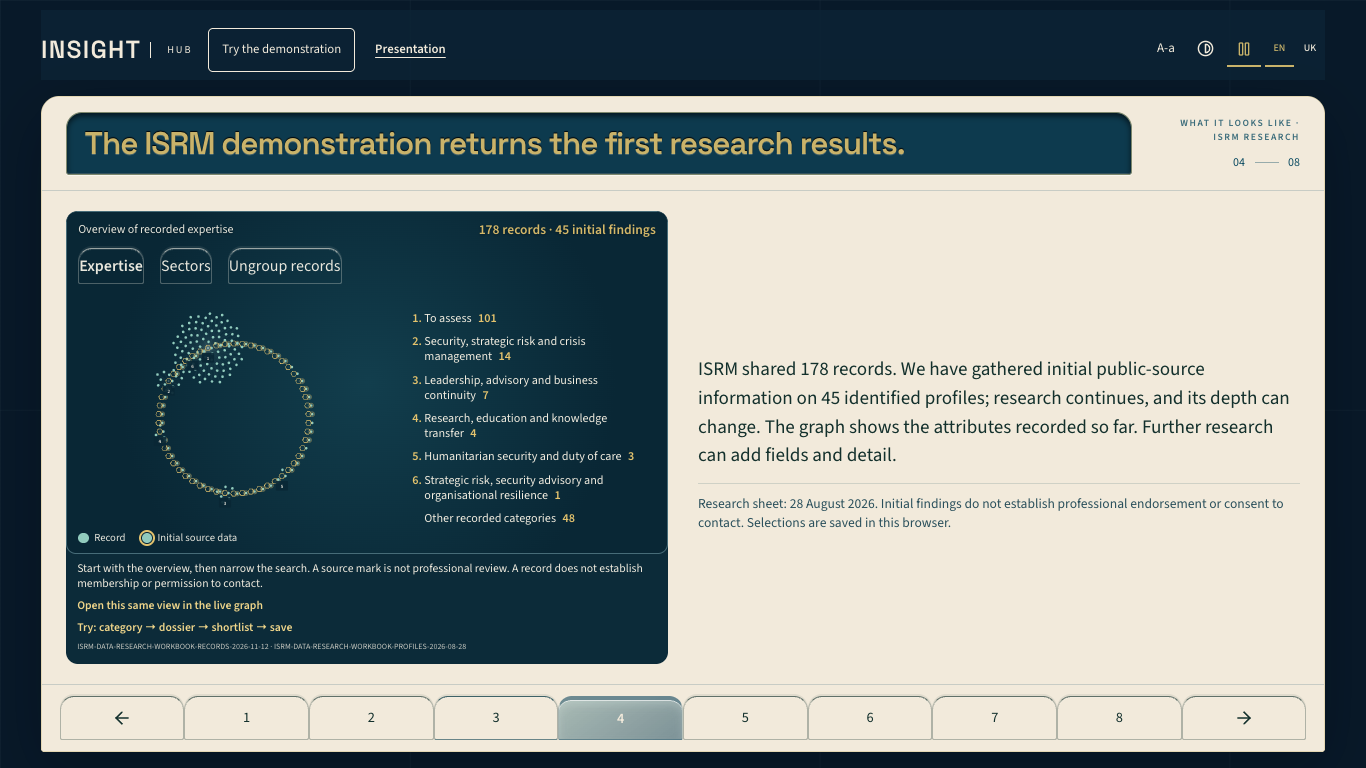 INSIGHT
HUB
Try the demonstration
Presentation
A-a
EN
UK
The ISRM demonstration returns the first research results.
WHAT IT LOOKS LIKE ·
ISRM RESEARCH
04
08
Overview of recorded expertise
178 records · 45 initial findings
Expertise
Sectors
Ungroup records
1. To assess 101
2. Security, strategic risk and crisis
management 14
3. Leadership, advisory and business
continuity 7
4. Research, education and knowledge
transfer 4
5. Humanitarian security and duty of care 3
6. Strategic risk, security advisory and
organisational resilience 1
Other recorded categories 48
Record
Initial source data
Start with the overview, then narrow the search. A source mark is not professional review. A record does not establish
membership or permission to contact.
Open this same view in the live graph
Try: category → dossier → shortlist → save
ISRM-DATA-RESEARCH-WORKBOOK-RECORDS-2026-11-12 · ISRM-DATA-RESEARCH-WORKBOOK-PROFILES-2026-08-28
ISRM shared 178 records. We have gathered initial public-source
information on 45 identified profiles; research continues, and its depth can
change. The graph shows the attributes recorded so far. Further research
can add fields and detail.
Research sheet: 28 August 2026. Initial findings do not establish professional endorsement or consent to
contact. Selections are saved in this browser.
← 1 2 3 4 5 6 7 8 →